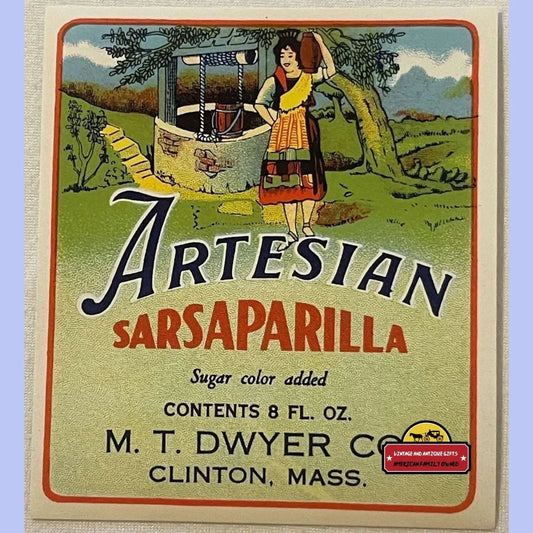 ARTESIAN
SARSAPARILLA
Sugar color added
CONTENTS 8 FL. OZ.
M. T. DWYER CO
CLINTON, MASS.
VINTAGE AND ANTIQUE GIFTS
AMERICAN FAMILY OWNED